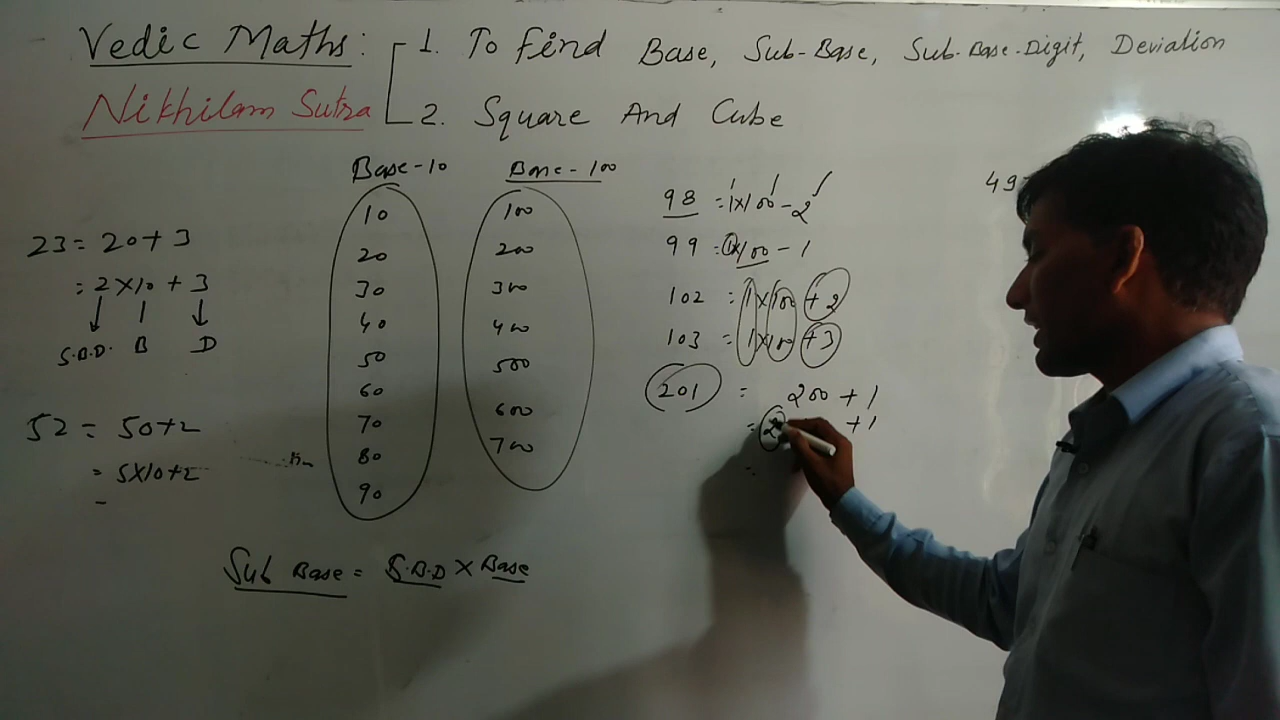 Vedic Maths: 1. To Find Base, Sub-Base, Sub-Base-Digit, Deviation
Nikhilam Sutra 2. Square And Cube
23 = 20+3
= 2×10+3
S.B.D. B D
52 = 50+2
= 5×10+2
=
Base-10
10
20
30
40
50
60
70
80
90
Base-100
100
200
300
400
500
600
700
98 = 1×100-2
99 = 1×100-1
102 = 1×100+2
103 = 1×100+3
201 = 200+1
= 2 +1
49
Sub Base = S.B.D × Base